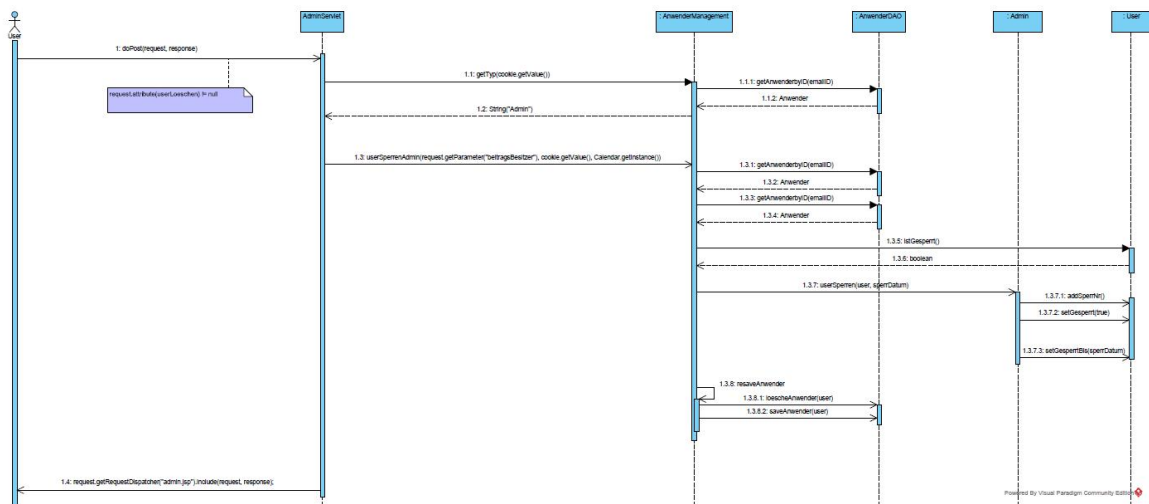 User
AdminServlet
: AnwenderManagement
: AnwenderDAO
: Admin
: User
1: doPost(request, response)
request.attribute(userLoeschen) != null
1.1: getTyp(cookie.getValue())
1.1.1: getAnwenderbyID(emailID)
1.1.2: Anwender
1.2: String("Admin")
1.3: userSperrenAdmin(request.getParameter("beitragsBesitzer"), cookie.getValue(), Calendar.getInstance())
1.3.1: getAnwenderbyID(emailID)
1.3.2: Anwender
1.3.3: getAnwenderbyID(emailID)
1.3.4: Anwender
1.3.5: istGesperrt()
1.3.6: boolean
1.3.7: userSperren(user, sperrDatum)
1.3.7.1: addSperrNr()
1.3.7.2: setGesperrt(true)
1.3.7.3: setGesperrtBis(sperrDatum)
1.3.8: resaveAnwender
1.3.8.1: loescheAnwender(user)
1.3.8.2: saveAnwender(user)
1.4: request.getRequestDispatcher("admin.jsp").include(request, response);
Powered By Visual Paradigm Community Edition